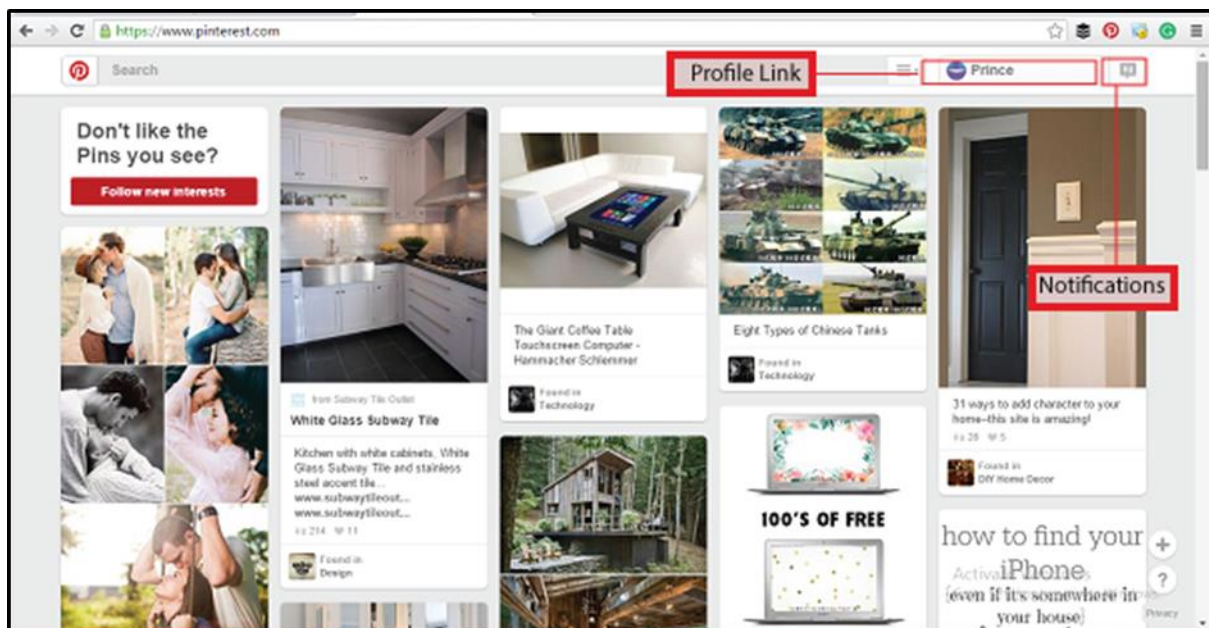 https://www.pinterest.com
Search
Profile Link
Prince
Notifications
Don't like the
Pins you see?
Follow new interests
from Subway Tile Outlet
White Glass Subway Tile
Kitchen with white cabinets, White
Glass Subway Tile and stainless
steel accent tile...
www.subwaytileout...
www.subwaytileout...
214 11
Found in
Design
The Giant Coffee Table
Touchscreen Computer -
Hammacher Schlemmer
Found in
Technology
Eight Types of Chinese Tanks
Found in
Technology
100'S OF FREE
31 ways to add character to your
home–this site is amazing!
28 5
Found in
DIY Home Decor
how to find your
iPhone
{even if it's somewhere in
your house}
+
?
Privacy